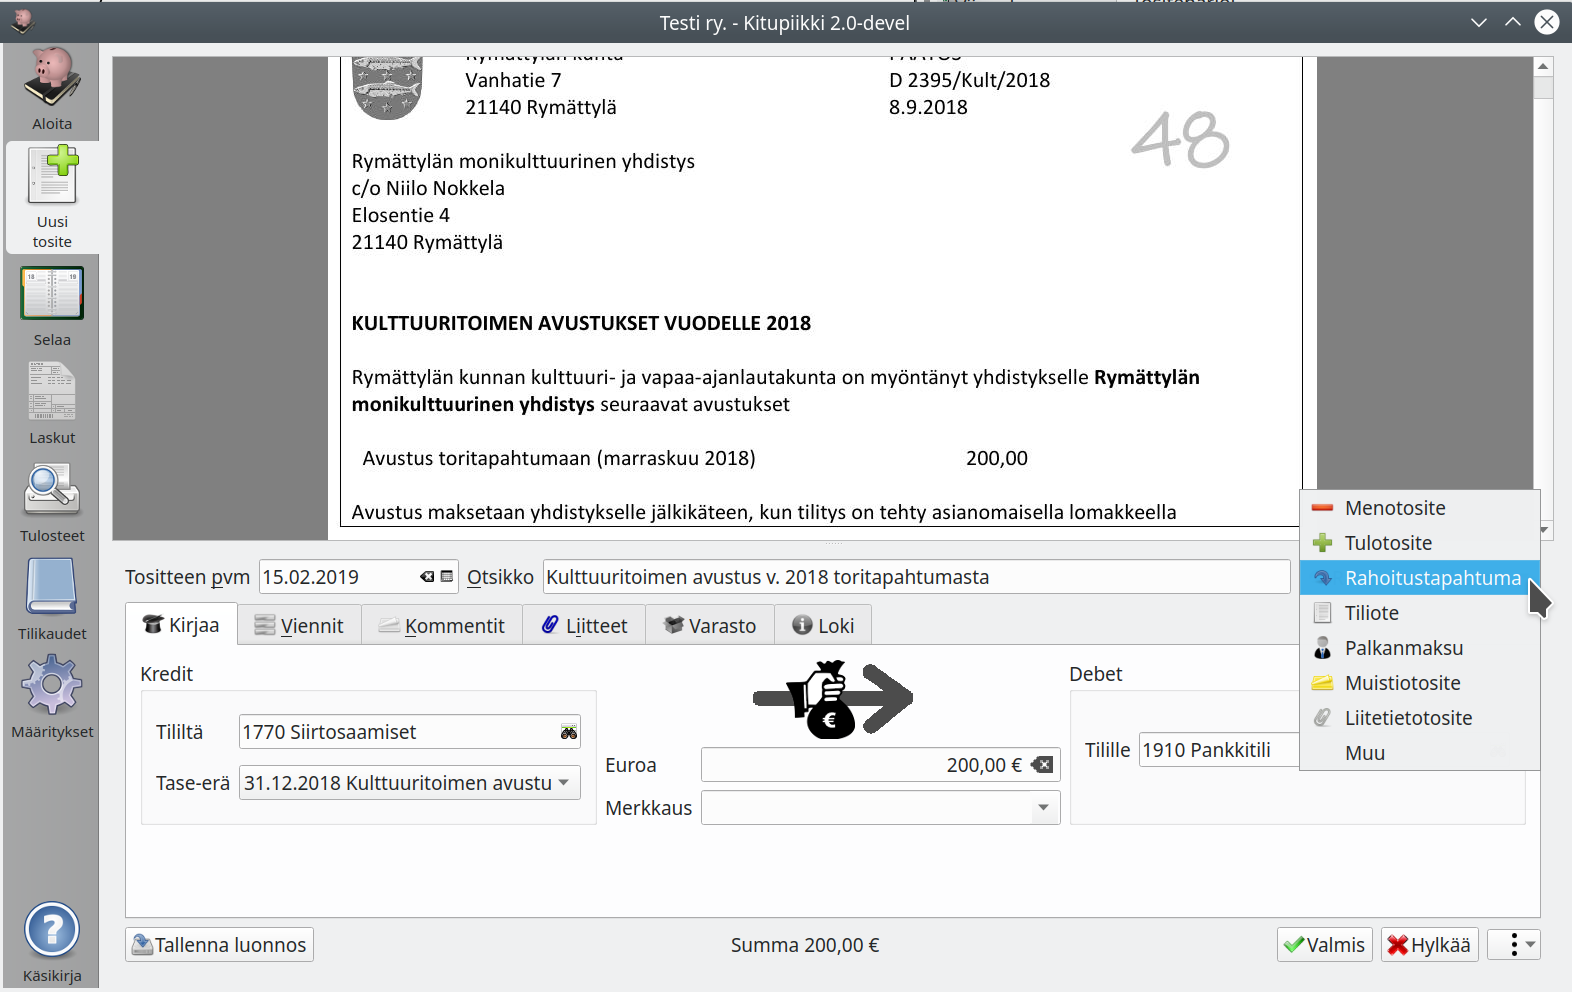 Testi ry. - Kitupiikki 2.0-devel
Aloita
Uusi
tosite
Selaa
Laskut
Tulosteet
Tilikaudet
Määritykset
Käsikirja
Vanhatie 7
21140 Rymättylä
D 2395/Kult/2018
8.9.2018
48
Rymättylän monikulttuurinen yhdistys
c/o Niilo Nokkela
Elosentie 4
21140 Rymättylä
KULTTUURITOIMEN AVUSTUKSET VUODELLE 2018
Rymättylän kunnan kulttuuri- ja vapaa-ajanlautakunta on myöntänyt yhdistykselle Rymättylän
monikulttuurinen yhdistys seuraavat avustukset
Avustus toritapahtumaan (marraskuu 2018) 200,00
Avustus maksetaan yhdistykselle jälkikäteen, kun tilitys on tehty asianomaisella lomakkeella
Tositteen pvm 15.02.2019 Otsikko Kulttuuritoimen avustus v. 2018 toritapahtumasta
Menotosite
Tulotosite
Rahoitustapahtuma
Tiliote
Palkanmaksu
Muistiotosite
Liitetietotosite
Muu
Kirjaa Viennit Kommentit Liitteet Varasto Loki
Kredit
Tililtä 1770 Siirtosaamiset
Tase-erä 31.12.2018 Kulttuuritoimen avustu
€
Euroa 200,00 €
Merkkaus
Debet
Tilille 1910 Pankkitili
Tallenna luonnos
Summa 200,00 €
Valmis
Hylkää